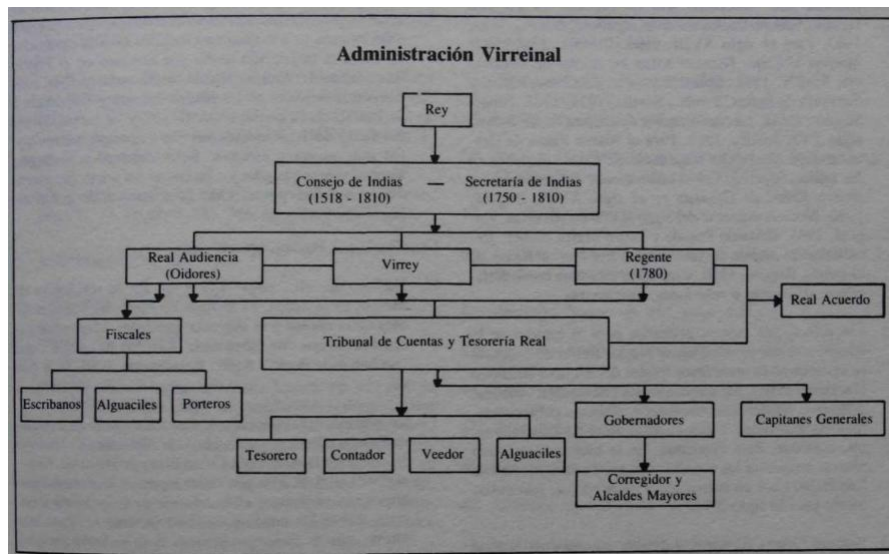 Administración Virreinal
Rey
Consejo de Indias — Secretaría de Indias
(1518 - 1810) (1750 - 1810)
Real Audiencia
(Oidores)
Virrey
Regente
(1780)
Real Acuerdo
Fiscales
Tribunal de Cuentas y Tesorería Real
Escribanos
Alguaciles
Porteros
Gobernadores
Capitanes Generales
Tesorero
Contador
Veedor
Alguaciles
Corregidor y
Alcaldes Mayores